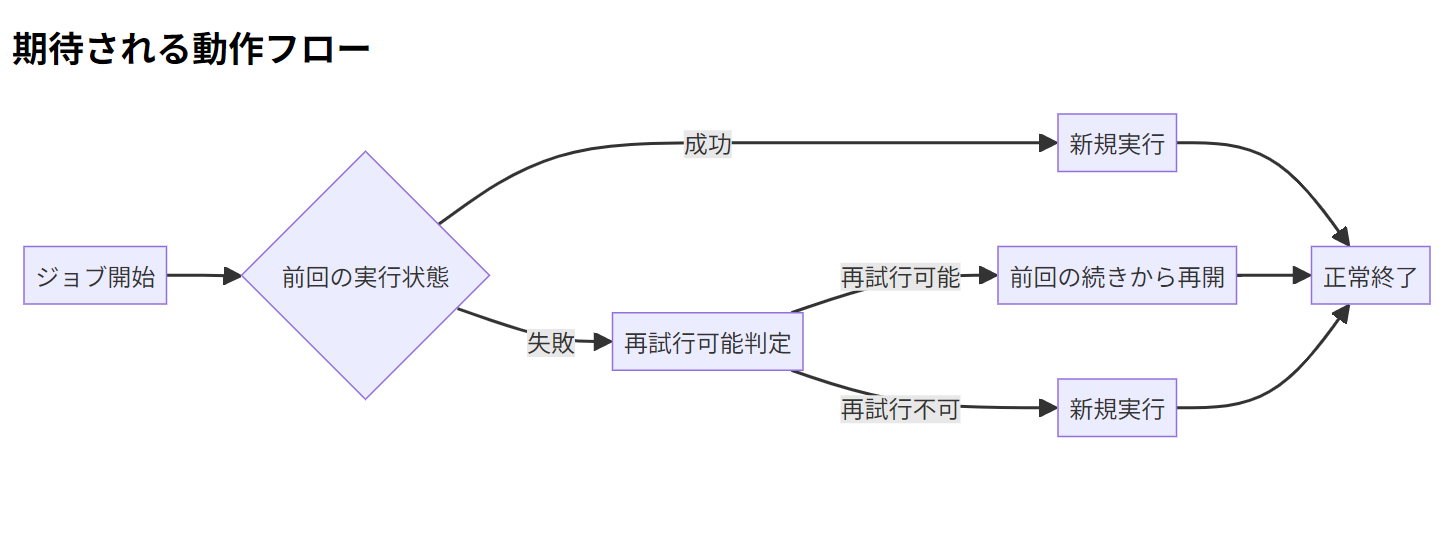 期待される動作フロー
ジョブ開始
前回の実行状態
成功
新規実行
失敗
再試行可能判定
再試行可能
前回の続きから再開
再試行不可
新規実行
正常終了